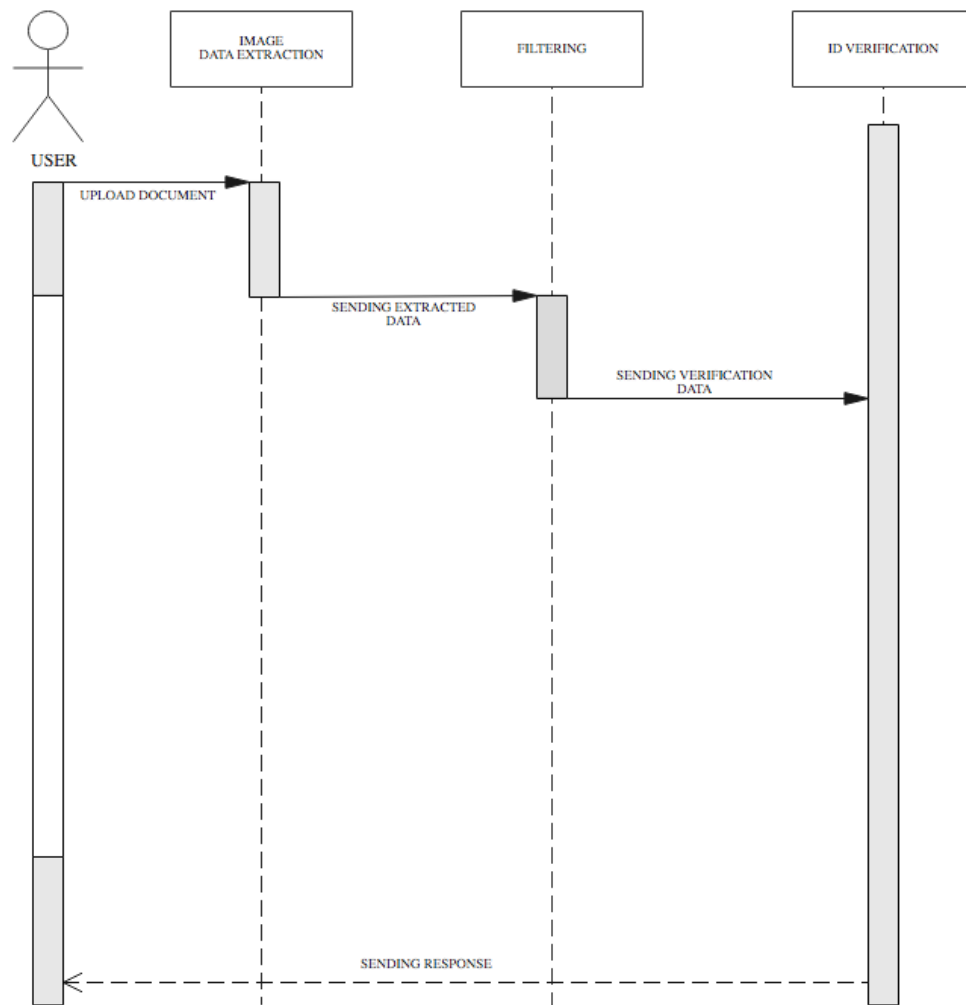 IMAGE
DATA EXTRACTION
FILTERING
ID VERIFICATION
USER
UPLOAD DOCUMENT
SENDING EXTRACTED
DATA
SENDING VERIFICATION
DATA
SENDING RESPONSE